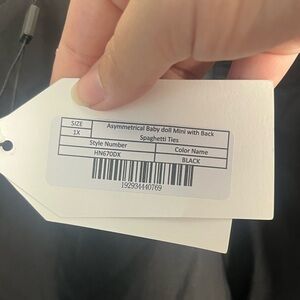 SIZE
1X
Asymmetrical Baby doll Mini with Back
Spaghetti Ties
Style Number
Color Name
HN670DX
BLACK
192934440769